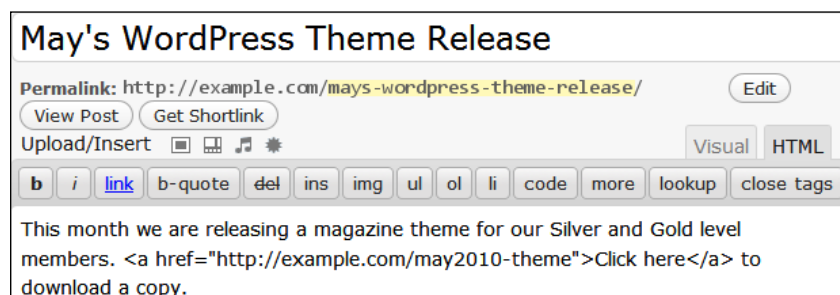 May's WordPress Theme Release
Permalink: http://example.com/mays-wordpress-theme-release/ Edit
View Post Get Shortlink
Upload/Insert Visual HTML
b i link b-quote del ins img ul ol li code more lookup close tags
This month we are releasing a magazine theme for our Silver and Gold level
members. <a href="http://example.com/may2010-theme">Click here</a> to
download a copy.